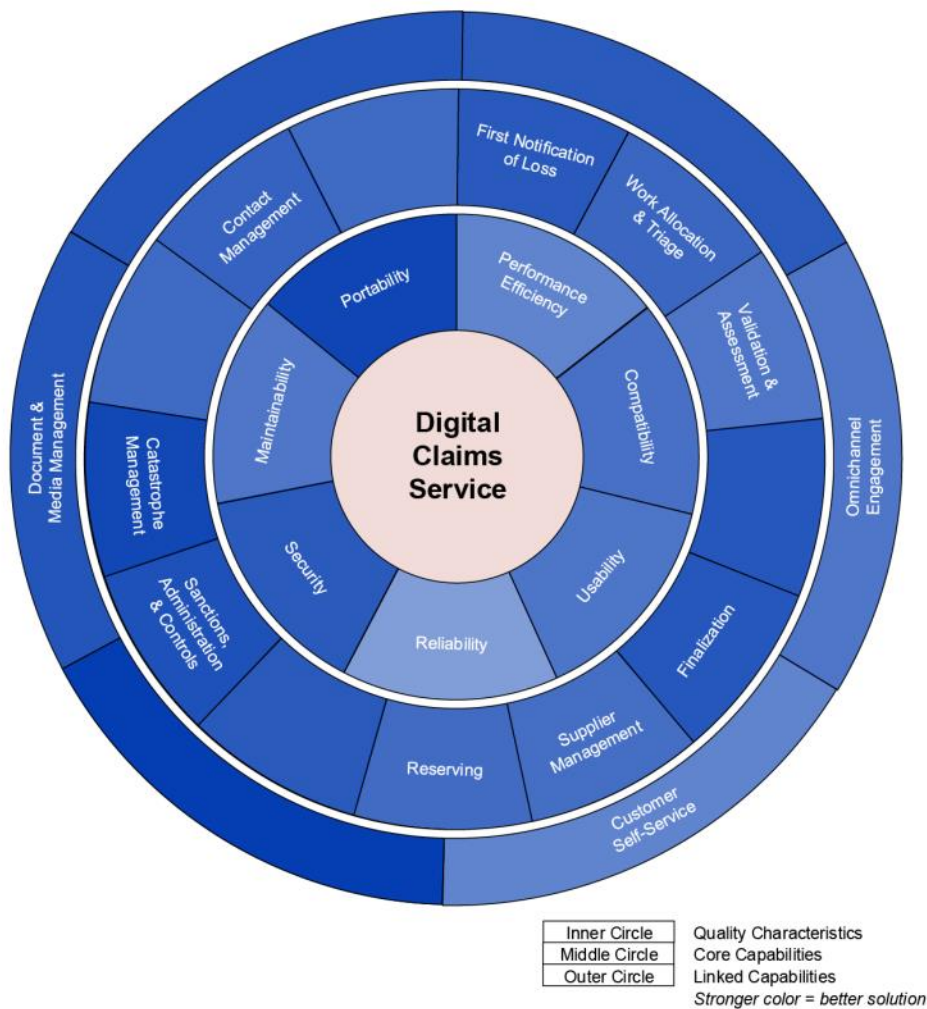 Digital
Claims
Service
Performance
Efficiency
Compatibility
Usability
Reliability
Security
Maintainability
Portability
First Notification
of Loss
Work Allocation
& Triage
Validation &
Assessment
Finalization
Supplier
Management
Reserving
Sanctions,
Administration
& Controls
Catastrophe
Management
Contact
Management
Omnichannel
Engagement
Customer
Self-Service
Document &
Media Management
Inner Circle Quality Characteristics
Middle Circle Core Capabilities
Outer Circle Linked Capabilities
Stronger color = better solution